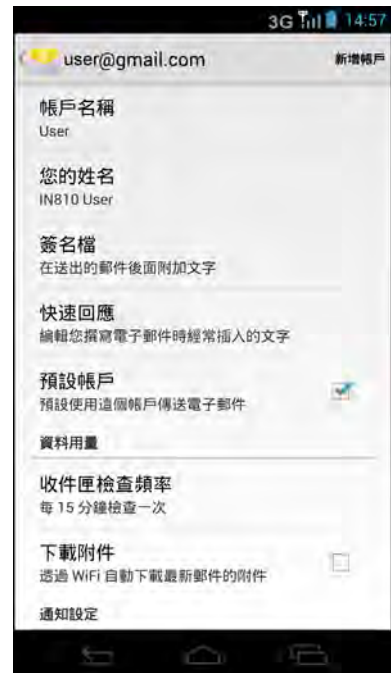 3G 14:57
user@gmail.com 新增帳戶
帳戶名稱
User
您的姓名
IN810 User
簽名檔
在送出的郵件後面附加文字
快速回應
編輯您撰寫電子郵件時經常插入的文字
預設帳戶
預設使用這個帳戶傳送電子郵件
資料用量
收件匣檢查頻率
每 15 分鐘檢查一次
下載附件
透過 WiFi 自動下載最新郵件的附件
通知設定